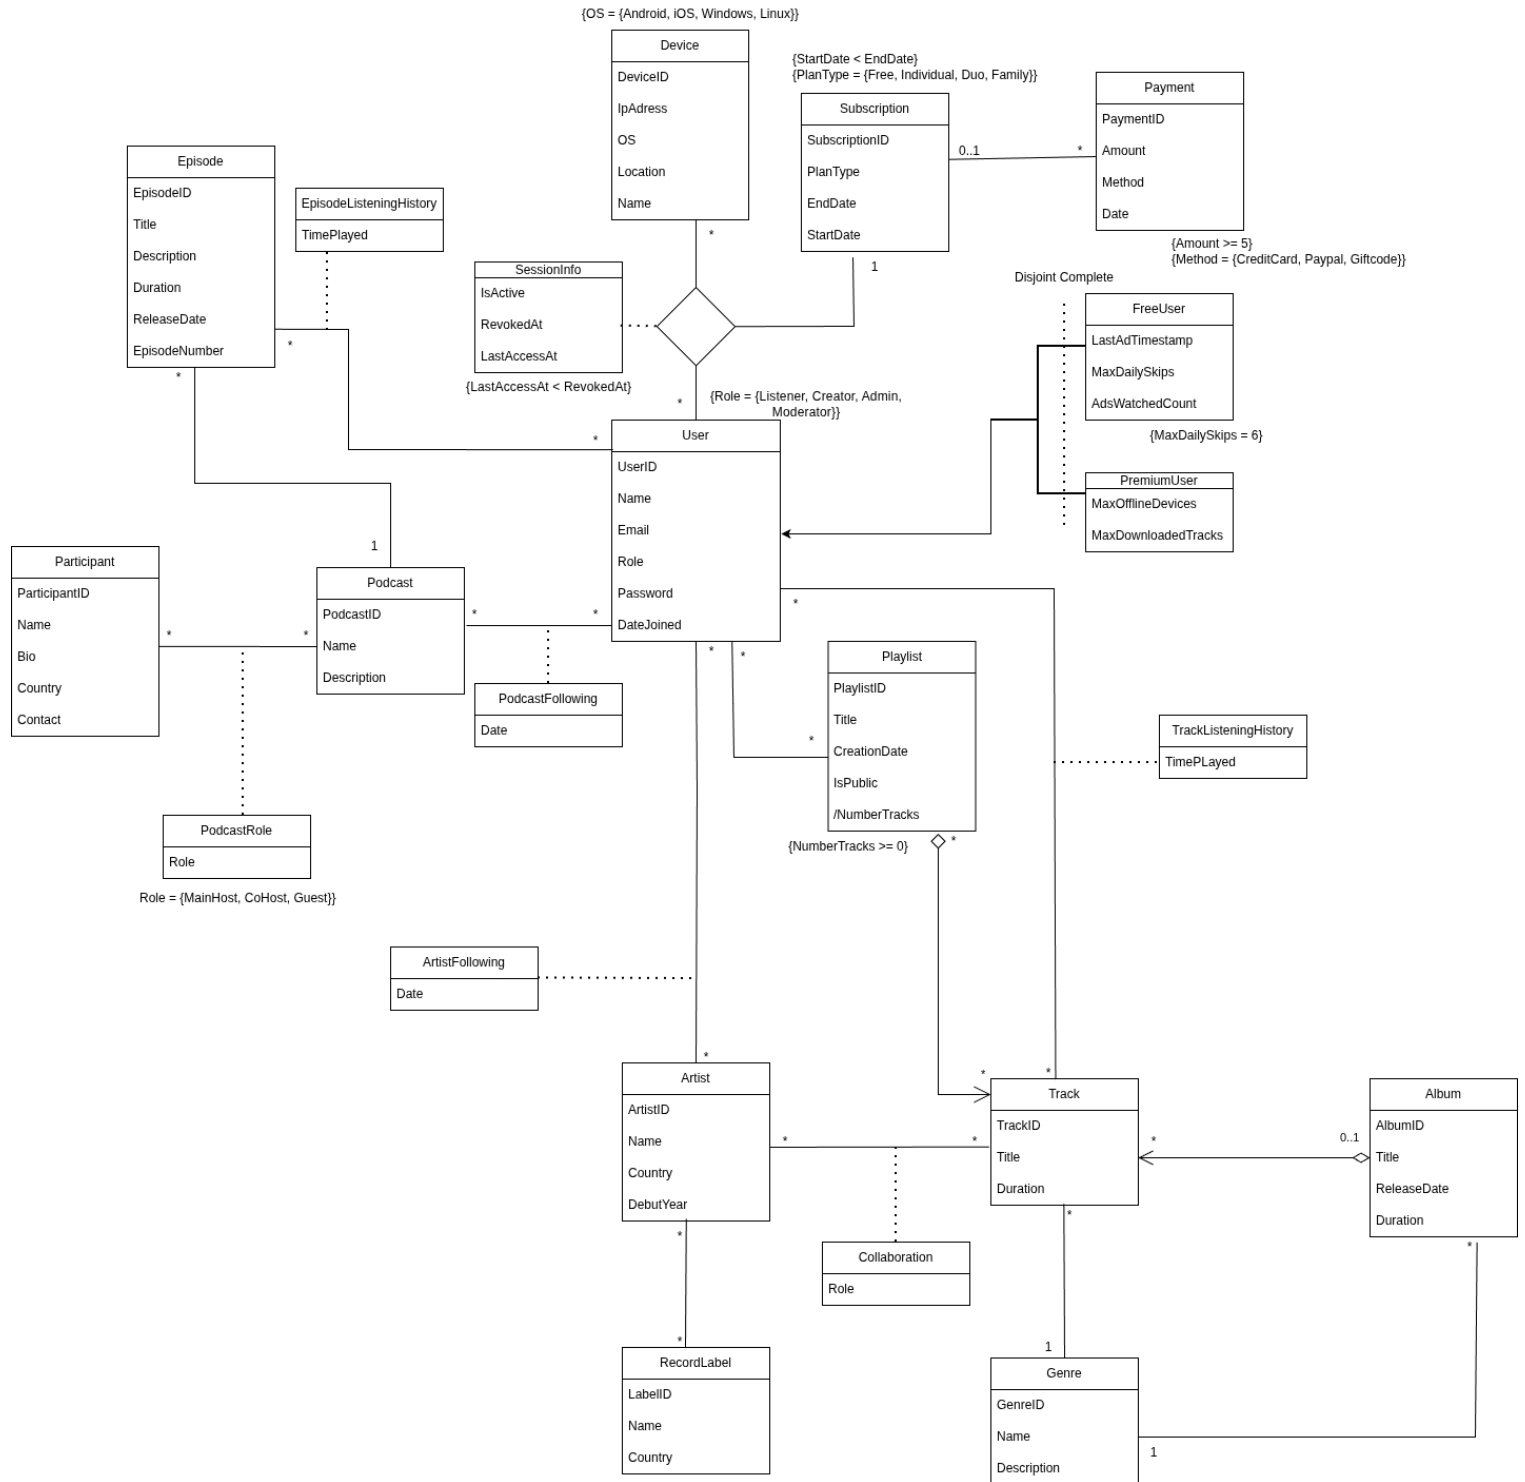 {OS = {Android, iOS, Windows, Linux}}
Device
DeviceID
IpAdress
OS
Location
Name
*
{StartDate < EndDate}
{PlanType = {Free, Individual, Duo, Family}}
Subscription
SubscriptionID
PlanType
EndDate
StartDate
1
0..1
*
Payment
PaymentID
Amount
Method
Date
{Amount >= 5}
{Method = {CreditCard, Paypal, Giftcode}}
Episode
EpisodeID
Title
Description
Duration
ReleaseDate
EpisodeNumber
*
*
EpisodeListeningHistory
TimePlayed
SessionInfo
IsActive
RevokedAt
LastAccessAt
{LastAccessAt < RevokedAt}
Disjoint Complete
FreeUser
LastAdTimestamp
MaxDailySkips
AdsWatchedCount
{MaxDailySkips = 6}
PremiumUser
MaxOfflineDevices
MaxDownloadedTracks
*
{Role = {Listener, Creator, Admin,
Moderator}}
*
User
UserID
Name
Email
Role
Password
DateJoined
*
*
*
Participant
ParticipantID
Name
Bio
Country
Contact
*
*
1
Podcast
PodcastID
Name
Description
*
*
PodcastFollowing
Date
PodcastRole
Role
Role = {MainHost, CoHost, Guest}}
Playlist
PlaylistID
Title
CreationDate
IsPublic
/NumberTracks
*
{NumberTracks >= 0}
*
TrackListeningHistory
TimePLayed
ArtistFollowing
Date
*
Artist
ArtistID
Name
Country
DebutYear
*
*
*
*
*
Track
TrackID
Title
Duration
*
*
0..1
Album
AlbumID
Title
ReleaseDate
Duration
*
Collaboration
Role
*
RecordLabel
LabelID
Name
Country
1
Genre
GenreID
Name
Description
1